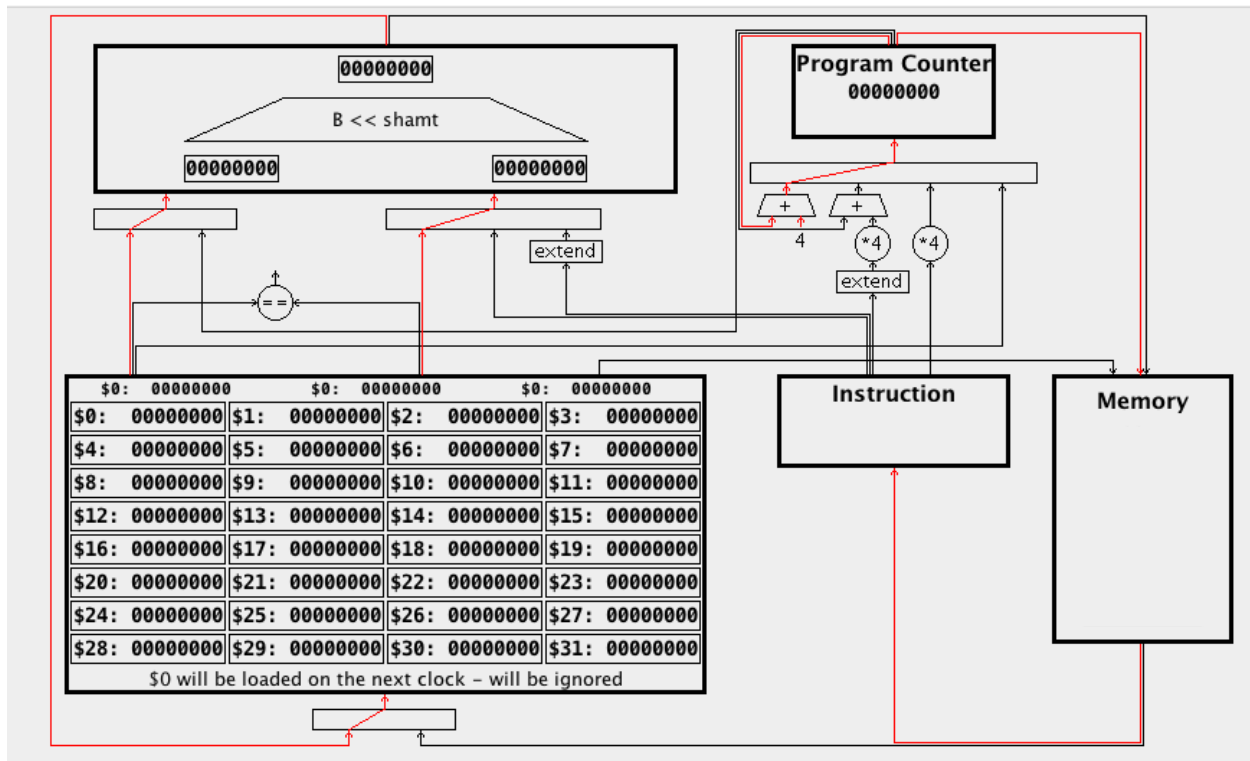 00000000
B << shamt
00000000 00000000
Program Counter
00000000
+ +
4
*4 *4
extend
extend
==
$0: 00000000 $0: 00000000 $0: 00000000
$0: 00000000 $1: 00000000 $2: 00000000 $3: 00000000
$4: 00000000 $5: 00000000 $6: 00000000 $7: 00000000
$8: 00000000 $9: 00000000 $10: 00000000 $11: 00000000
$12: 00000000 $13: 00000000 $14: 00000000 $15: 00000000
$16: 00000000 $17: 00000000 $18: 00000000 $19: 00000000
$20: 00000000 $21: 00000000 $22: 00000000 $23: 00000000
$24: 00000000 $25: 00000000 $26: 00000000 $27: 00000000
$28: 00000000 $29: 00000000 $30: 00000000 $31: 00000000
$0 will be loaded on the next clock – will be ignored
Instruction
Memory